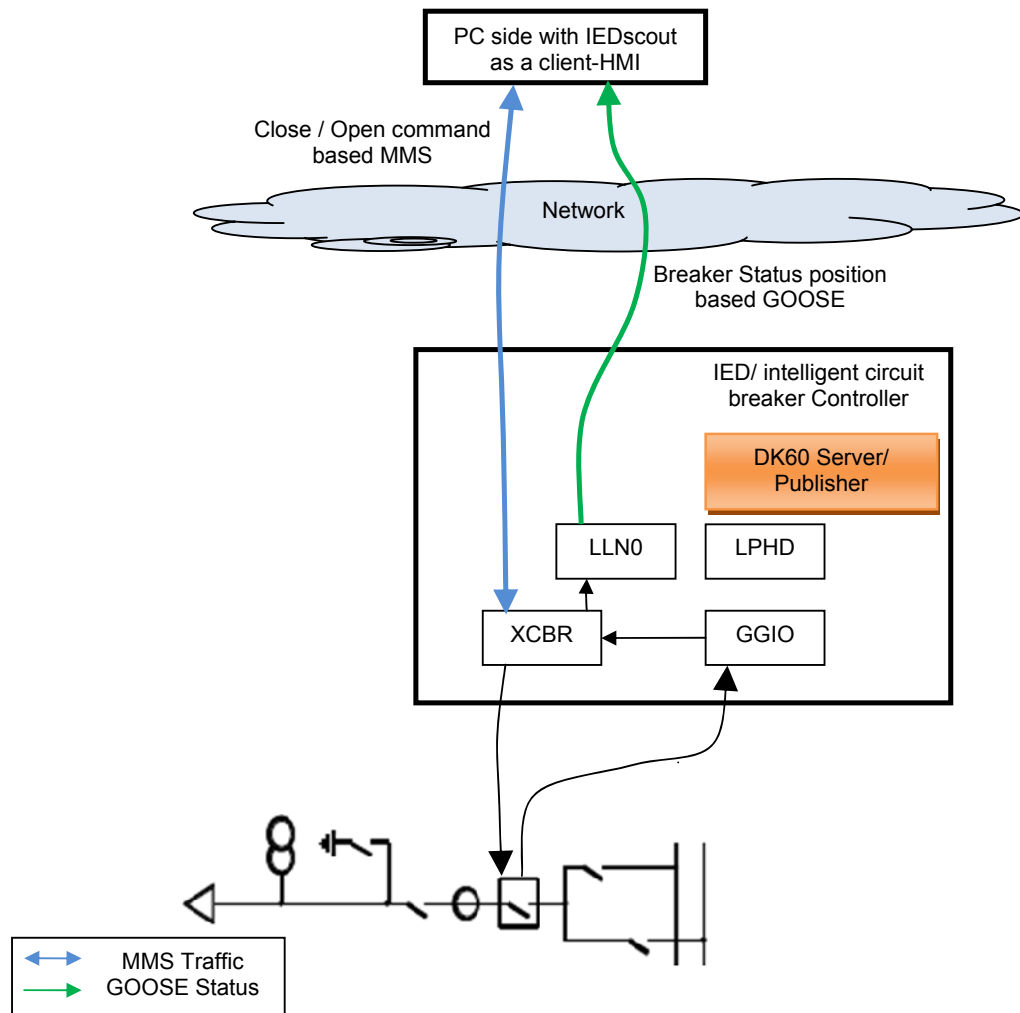 PC side with IEDscout
as a client-HMI
Close / Open command
based MMS
Network
Breaker Status position
based GOOSE
IED/ intelligent circuit
breaker Controller
DK60 Server/
Publisher
LLN0
LPHD
XCBR
GGIO
MMS Traffic
GOOSE Status